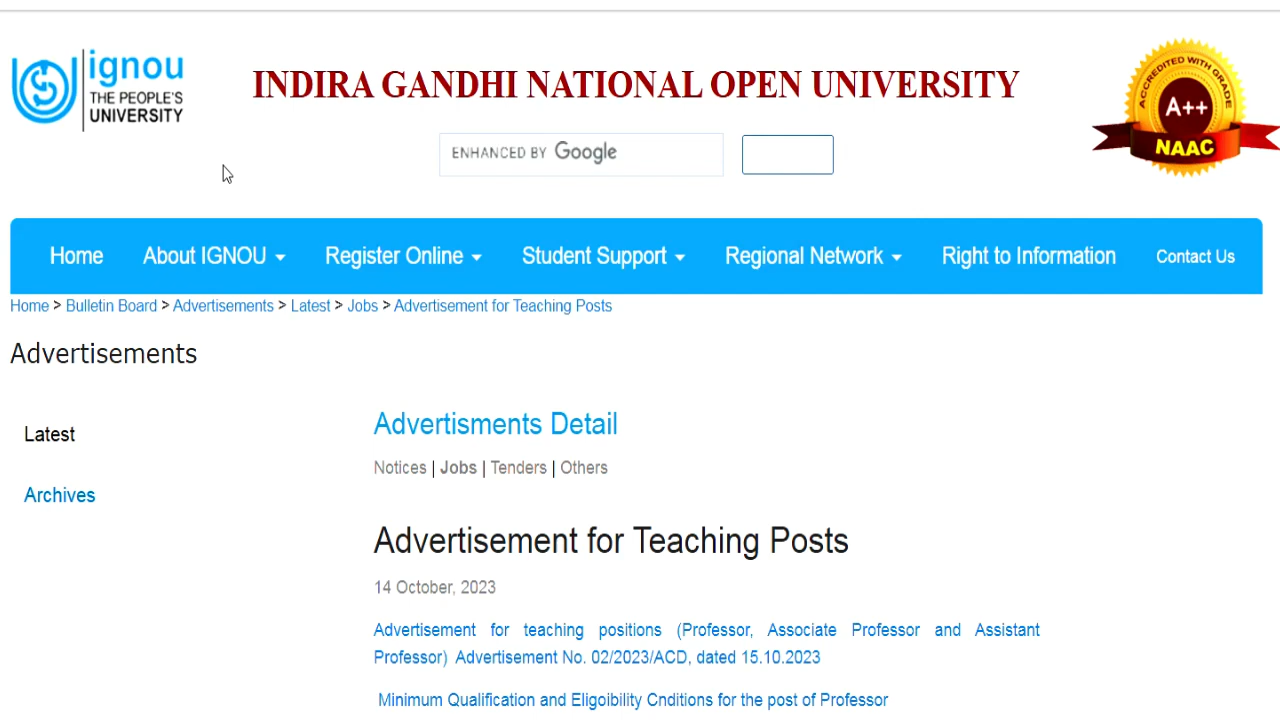 ignou
THE PEOPLE'S
UNIVERSITY
INDIRA GANDHI NATIONAL OPEN UNIVERSITY
ENHANCED BY Google
ACCREDITED WITH GRADE
A++
NAAC
Home About IGNOU Register Online Student Support Regional Network Right to Information Contact Us
Home > Bulletin Board > Advertisements > Latest > Jobs > Advertisement for Teaching Posts
Advertisements
Latest
Archives
Advertisments Detail
Notices | Jobs | Tenders | Others
Advertisement for Teaching Posts
14 October, 2023
Advertisement for teaching positions (Professor, Associate Professor and Assistant
Professor) Advertisement No. 02/2023/ACD, dated 15.10.2023
Minimum Qualification and Eligoibility Cnditions for the post of Professor